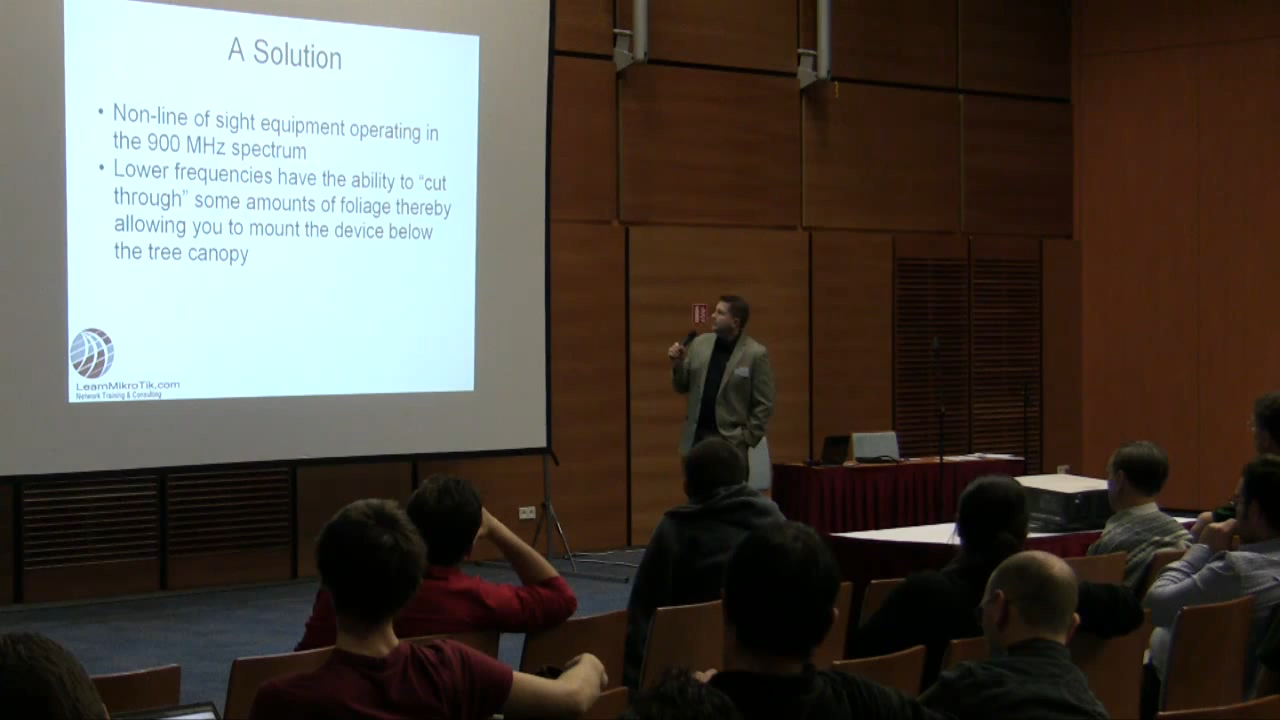 A Solution
• Non-line of sight equipment operating in
the 900 MHz spectrum
• Lower frequencies have the ability to “cut
through” some amounts of foliage thereby
allowing you to mount the device below
the tree canopy
LearnMikroTik.com
Network Training & Consulting